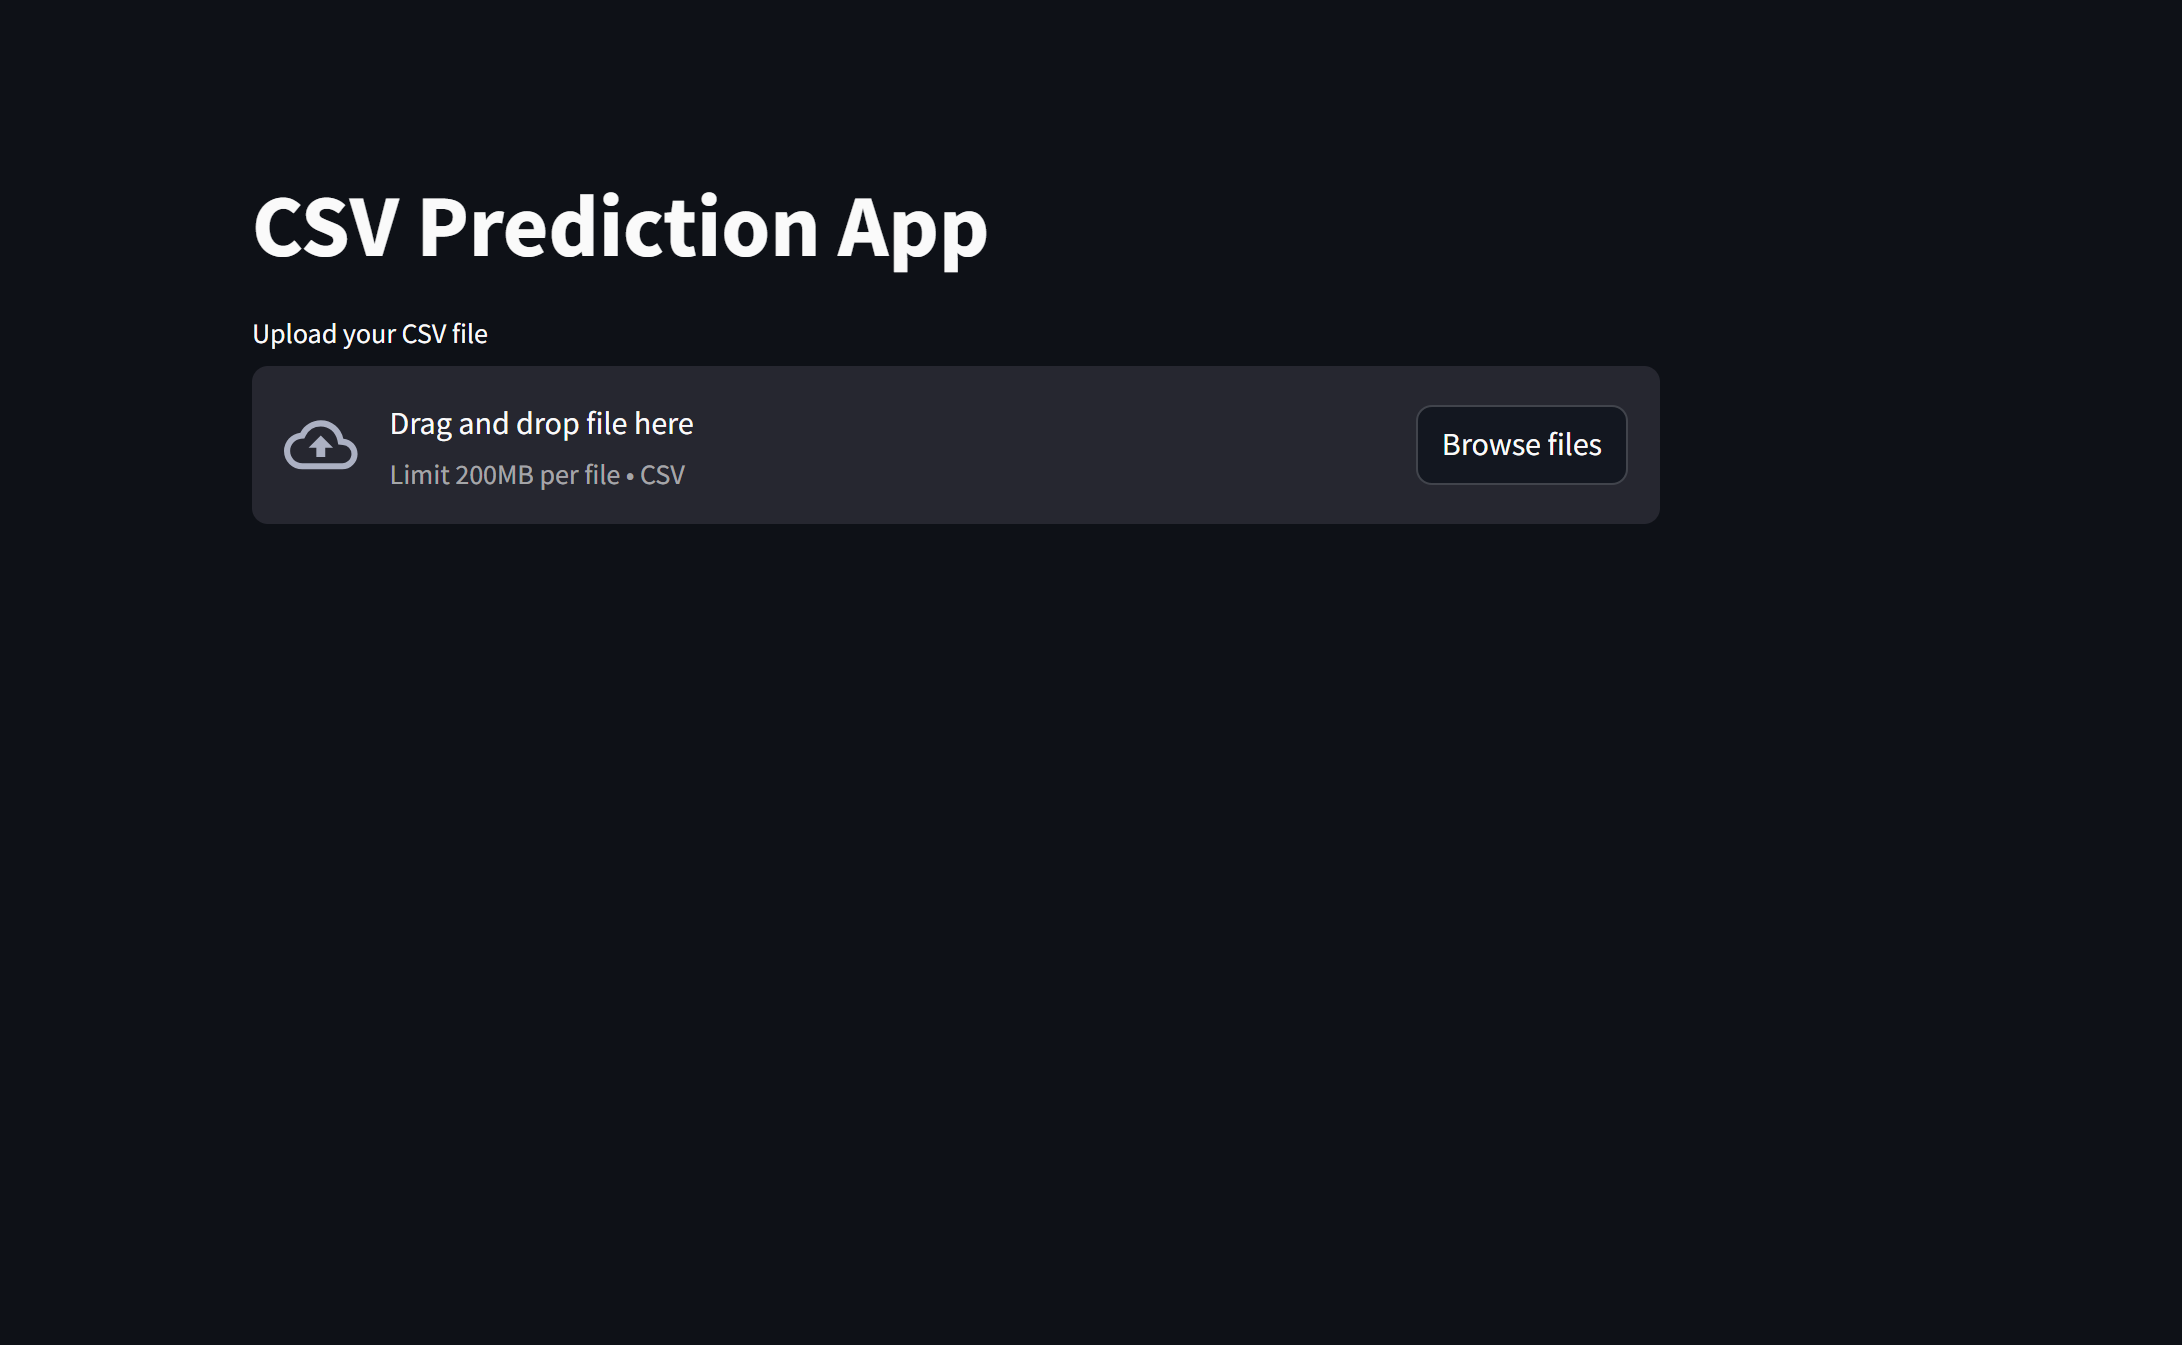 CSV Prediction App
Upload your CSV file
Drag and drop file here
Limit 200MB per file • CSV
Browse files